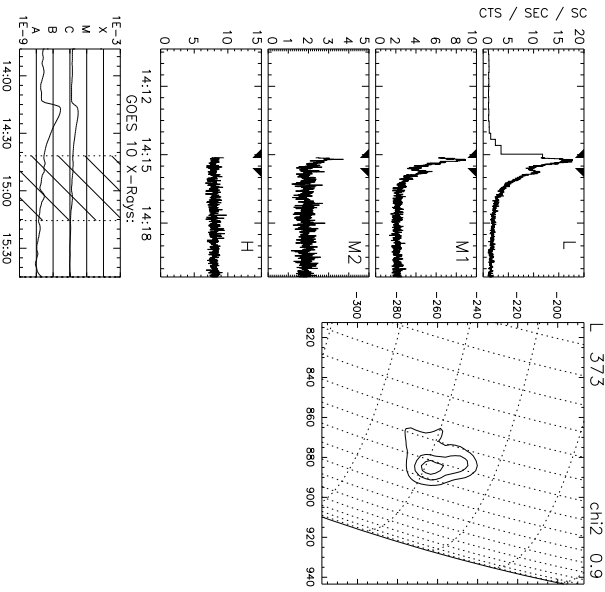 CTS / SEC / SC
0 5 10 15 20
L
0 2 4 6 8 10
M1
0 1 2 3 4 5
M2
0 5 10 15
H
14:12 14:15 14:18
GOES 10 X-Rays:
1E-3
X
M
C
B
A
1E-9
14:00 14:30 15:00 15:30
L 373 chi2 0.9
-200
-220
-240
-260
-280
-300
820 840 860 880 900 920 940